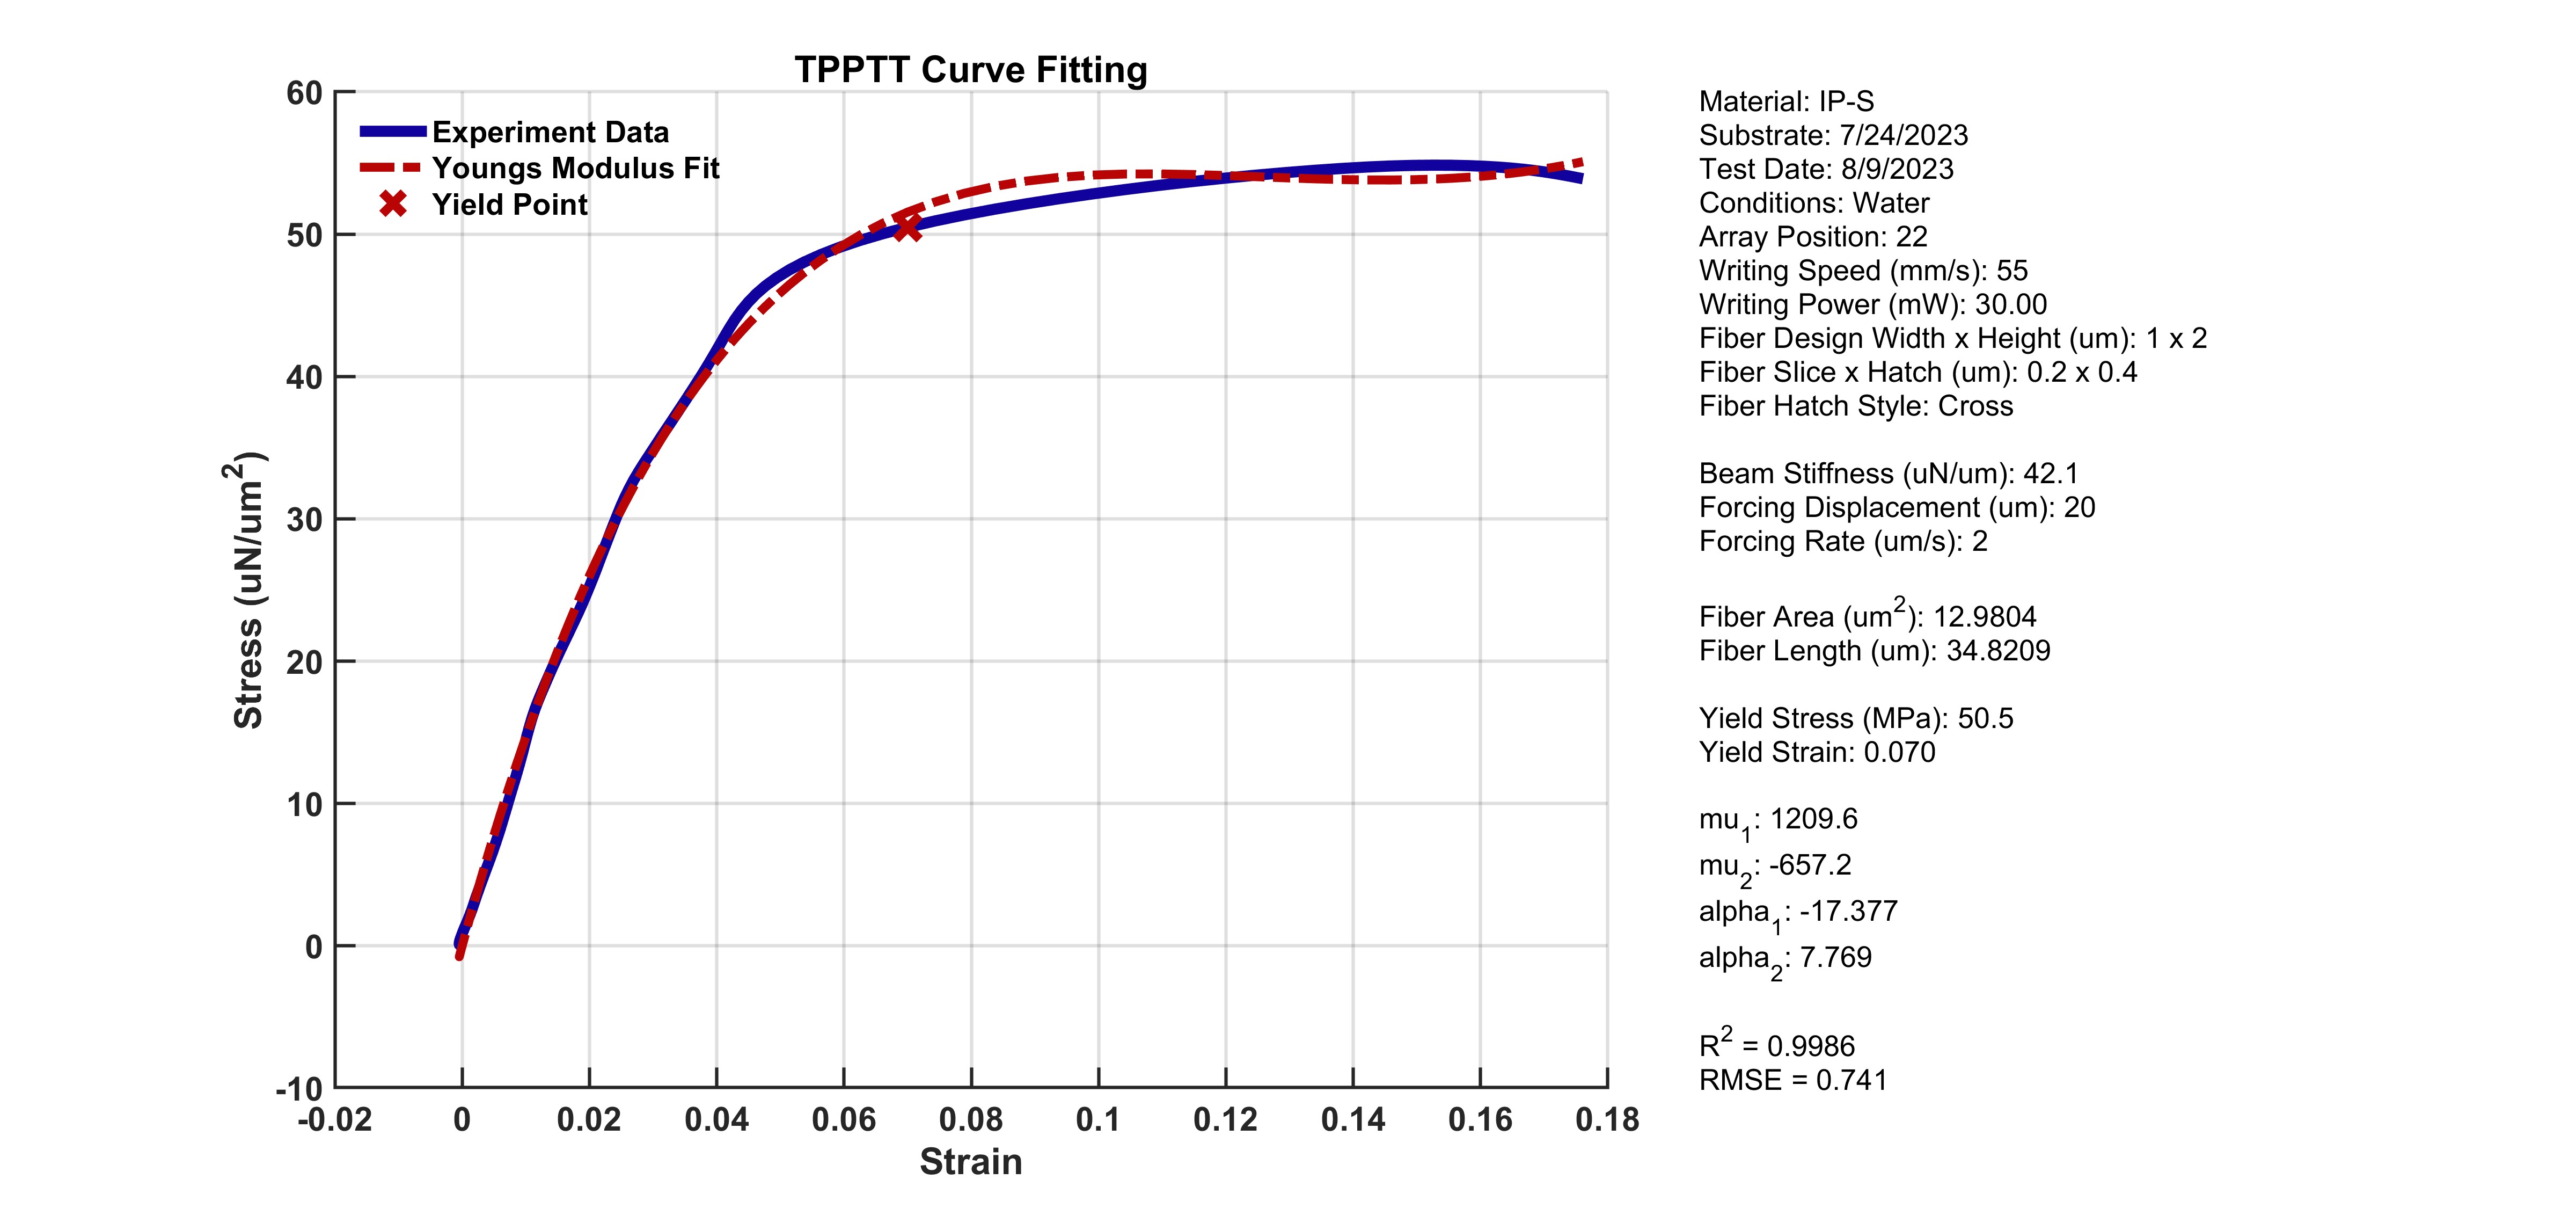 TPPTT Curve Fitting
60
50
40
30
20
10
0
-10
Stress (uN/um²)
Experiment Data
Youngs Modulus Fit
Yield Point
-0.02 0 0.02 0.04 0.06 0.08 0.1 0.12 0.14 0.16 0.18
Strain
Material: IP-S
Substrate: 7/24/2023
Test Date: 8/9/2023
Conditions: Water
Array Position: 22
Writing Speed (mm/s): 55
Writing Power (mW): 30.00
Fiber Design Width x Height (um): 1 x 2
Fiber Slice x Hatch (um): 0.2 x 0.4
Fiber Hatch Style: Cross
Beam Stiffness (uN/um): 42.1
Forcing Displacement (um): 20
Forcing Rate (um/s): 2
Fiber Area (um²): 12.9804
Fiber Length (um): 34.8209
Yield Stress (MPa): 50.5
Yield Strain: 0.070
mu₁: 1209.6
mu₂: -657.2
alpha₁: -17.377
alpha₂: 7.769
R² = 0.9986
RMSE = 0.741